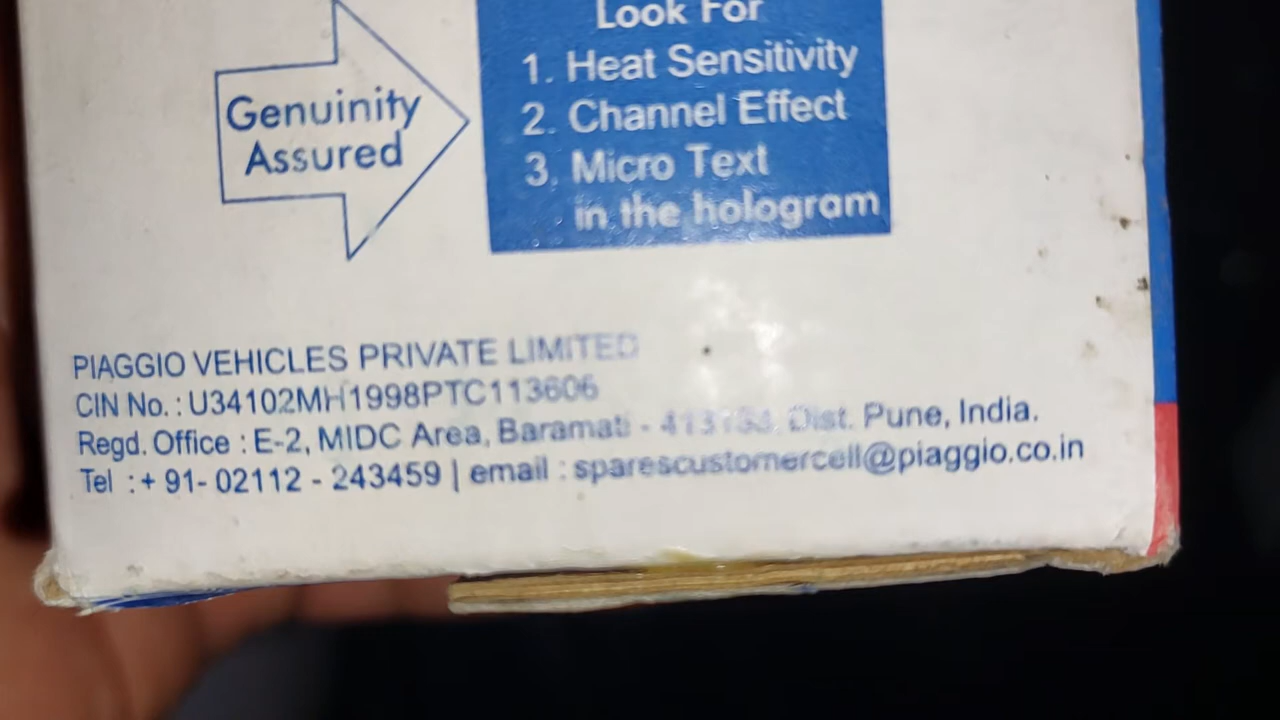 Look For
Genuinity
Assured
1. Heat Sensitivity
2. Channel Effect
3. Micro Text
in the hologram
PIAGGIO VEHICLES PRIVATE LIMITED
CIN No. : U34102MH1998PTC113606
Regd. Office : E-2, MIDC Area, Baramati - Dist. Pune, India.
Tel : + 91- 02112 - 243459 | email : sparescustomercell@piaggio.co.in